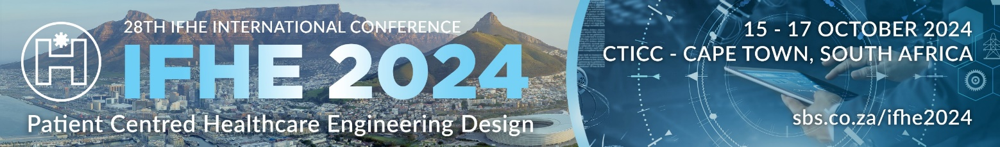 28TH IFHE INTERNATIONAL CONFERENCE
IFHE 2024
Patient Centred Healthcare Engineering Design
15 - 17 OCTOBER 2024
CTICC - CAPE TOWN, SOUTH AFRICA
sbs.co.za/ifhe2024